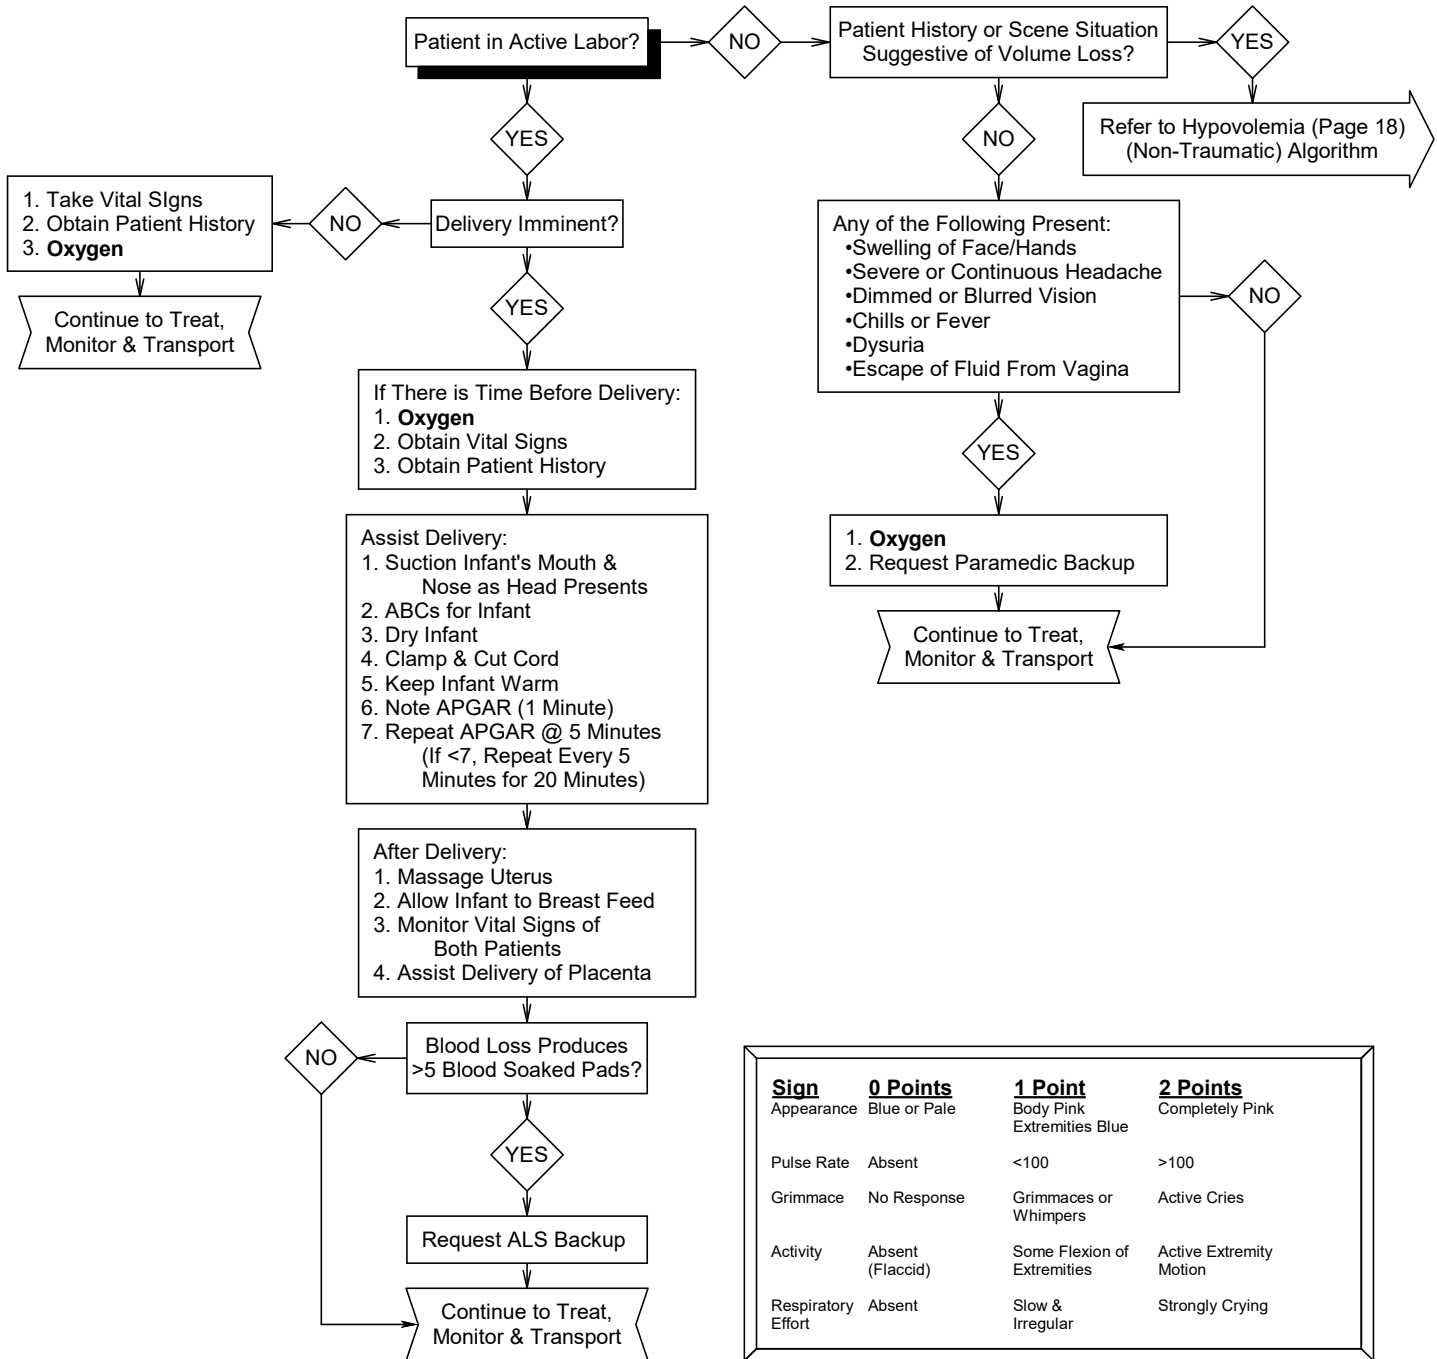 Patient in Active Labor?
NO
Patient History or Scene Situation
Suggestive of Volume Loss?
YES
Refer to Hypovolemia (Page 18)
(Non-Traumatic) Algorithm
YES
NO
Delivery Imminent?
NO
1. Take Vital SIgns
2. Obtain Patient History
3. Oxygen
Continue to Treat,
Monitor & Transport
YES
Any of the Following Present:
•Swelling of Face/Hands
•Severe or Continuous Headache
•Dimmed or Blurred Vision
•Chills or Fever
•Dysuria
•Escape of Fluid From Vagina
NO
YES
1. Oxygen
2. Request Paramedic Backup
Continue to Treat,
Monitor & Transport
If There is Time Before Delivery:
1. Oxygen
2. Obtain Vital Signs
3. Obtain Patient History
Assist Delivery:
1. Suction Infant's Mouth &
Nose as Head Presents
2. ABCs for Infant
3. Dry Infant
4. Clamp & Cut Cord
5. Keep Infant Warm
6. Note APGAR (1 Minute)
7. Repeat APGAR @ 5 Minutes
(If <7, Repeat Every 5
Minutes for 20 Minutes)
After Delivery:
1. Massage Uterus
2. Allow Infant to Breast Feed
3. Monitor Vital Signs of
Both Patients
4. Assist Delivery of Placenta
Blood Loss Produces
>5 Blood Soaked Pads?
NO
YES
Request ALS Backup
Continue to Treat,
Monitor & Transport
Sign 0 Points 1 Point 2 Points
Appearance Blue or Pale Body Pink Completely Pink
Extremities Blue
Pulse Rate Absent <100 >100
Grimmace No Response Grimmaces or Active Cries
Whimpers
Activity Absent Some Flexion of Active Extremity
(Flaccid) Extremities Motion
Respiratory Absent Slow & Strongly Crying
Effort Irregular